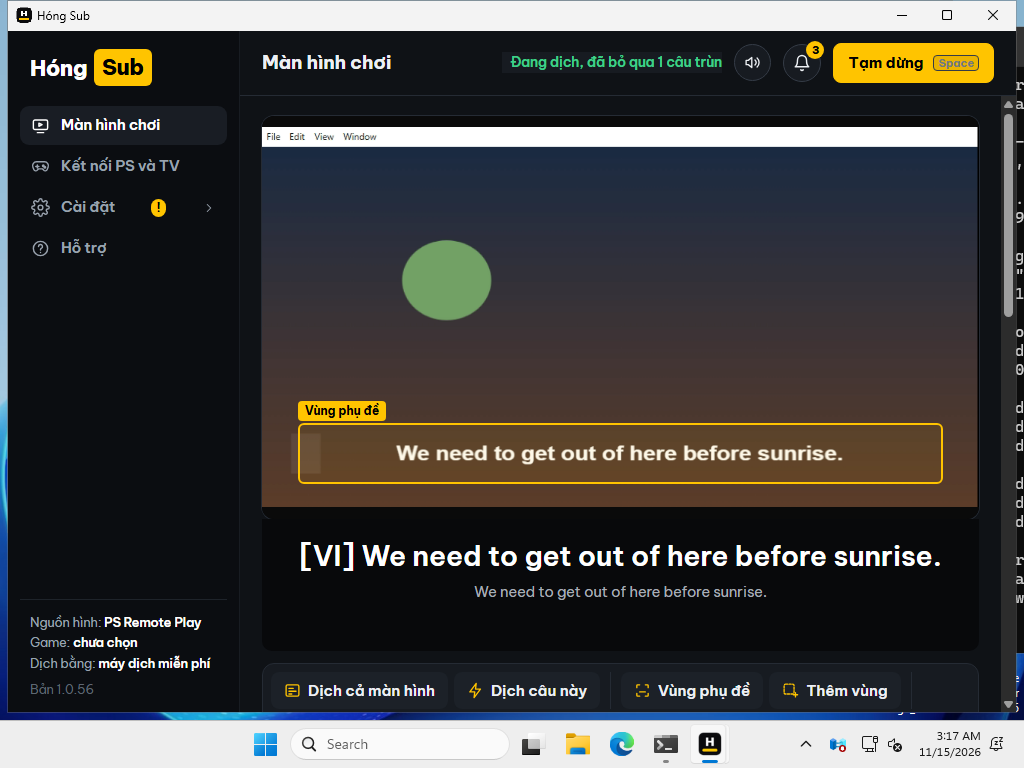 Hóng Sub
Hóng Sub
Màn hình chơi
Kết nối PS và TV
Cài đặt !
Hỗ trợ
Nguồn hình: PS Remote Play
Game: chưa chọn
Dịch bằng: máy dịch miễn phí
Bản 1.0.56
Màn hình chơi
Đang dịch, đã bỏ qua 1 câu trùn
3
Tạm dừng Space
File Edit View Window
Vùng phụ đề
We need to get out of here before sunrise.
[VI] We need to get out of here before sunrise.
We need to get out of here before sunrise.
Dịch cả màn hình
Dịch câu này
Vùng phụ đề
Thêm vùng
Search
3:17 AM
11/15/2026